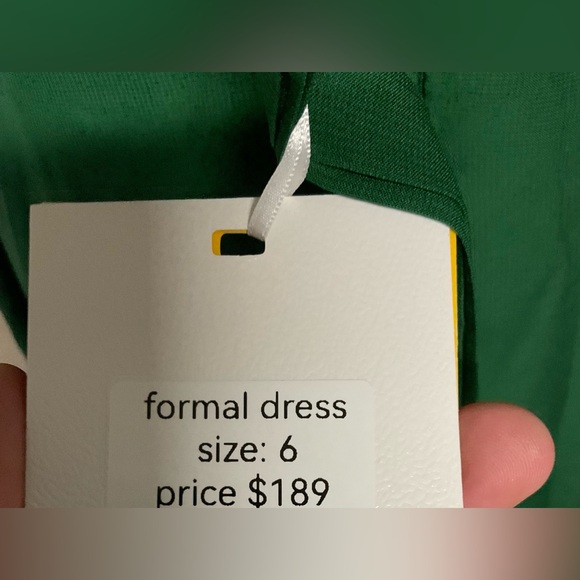 formal dress
size: 6
price $189